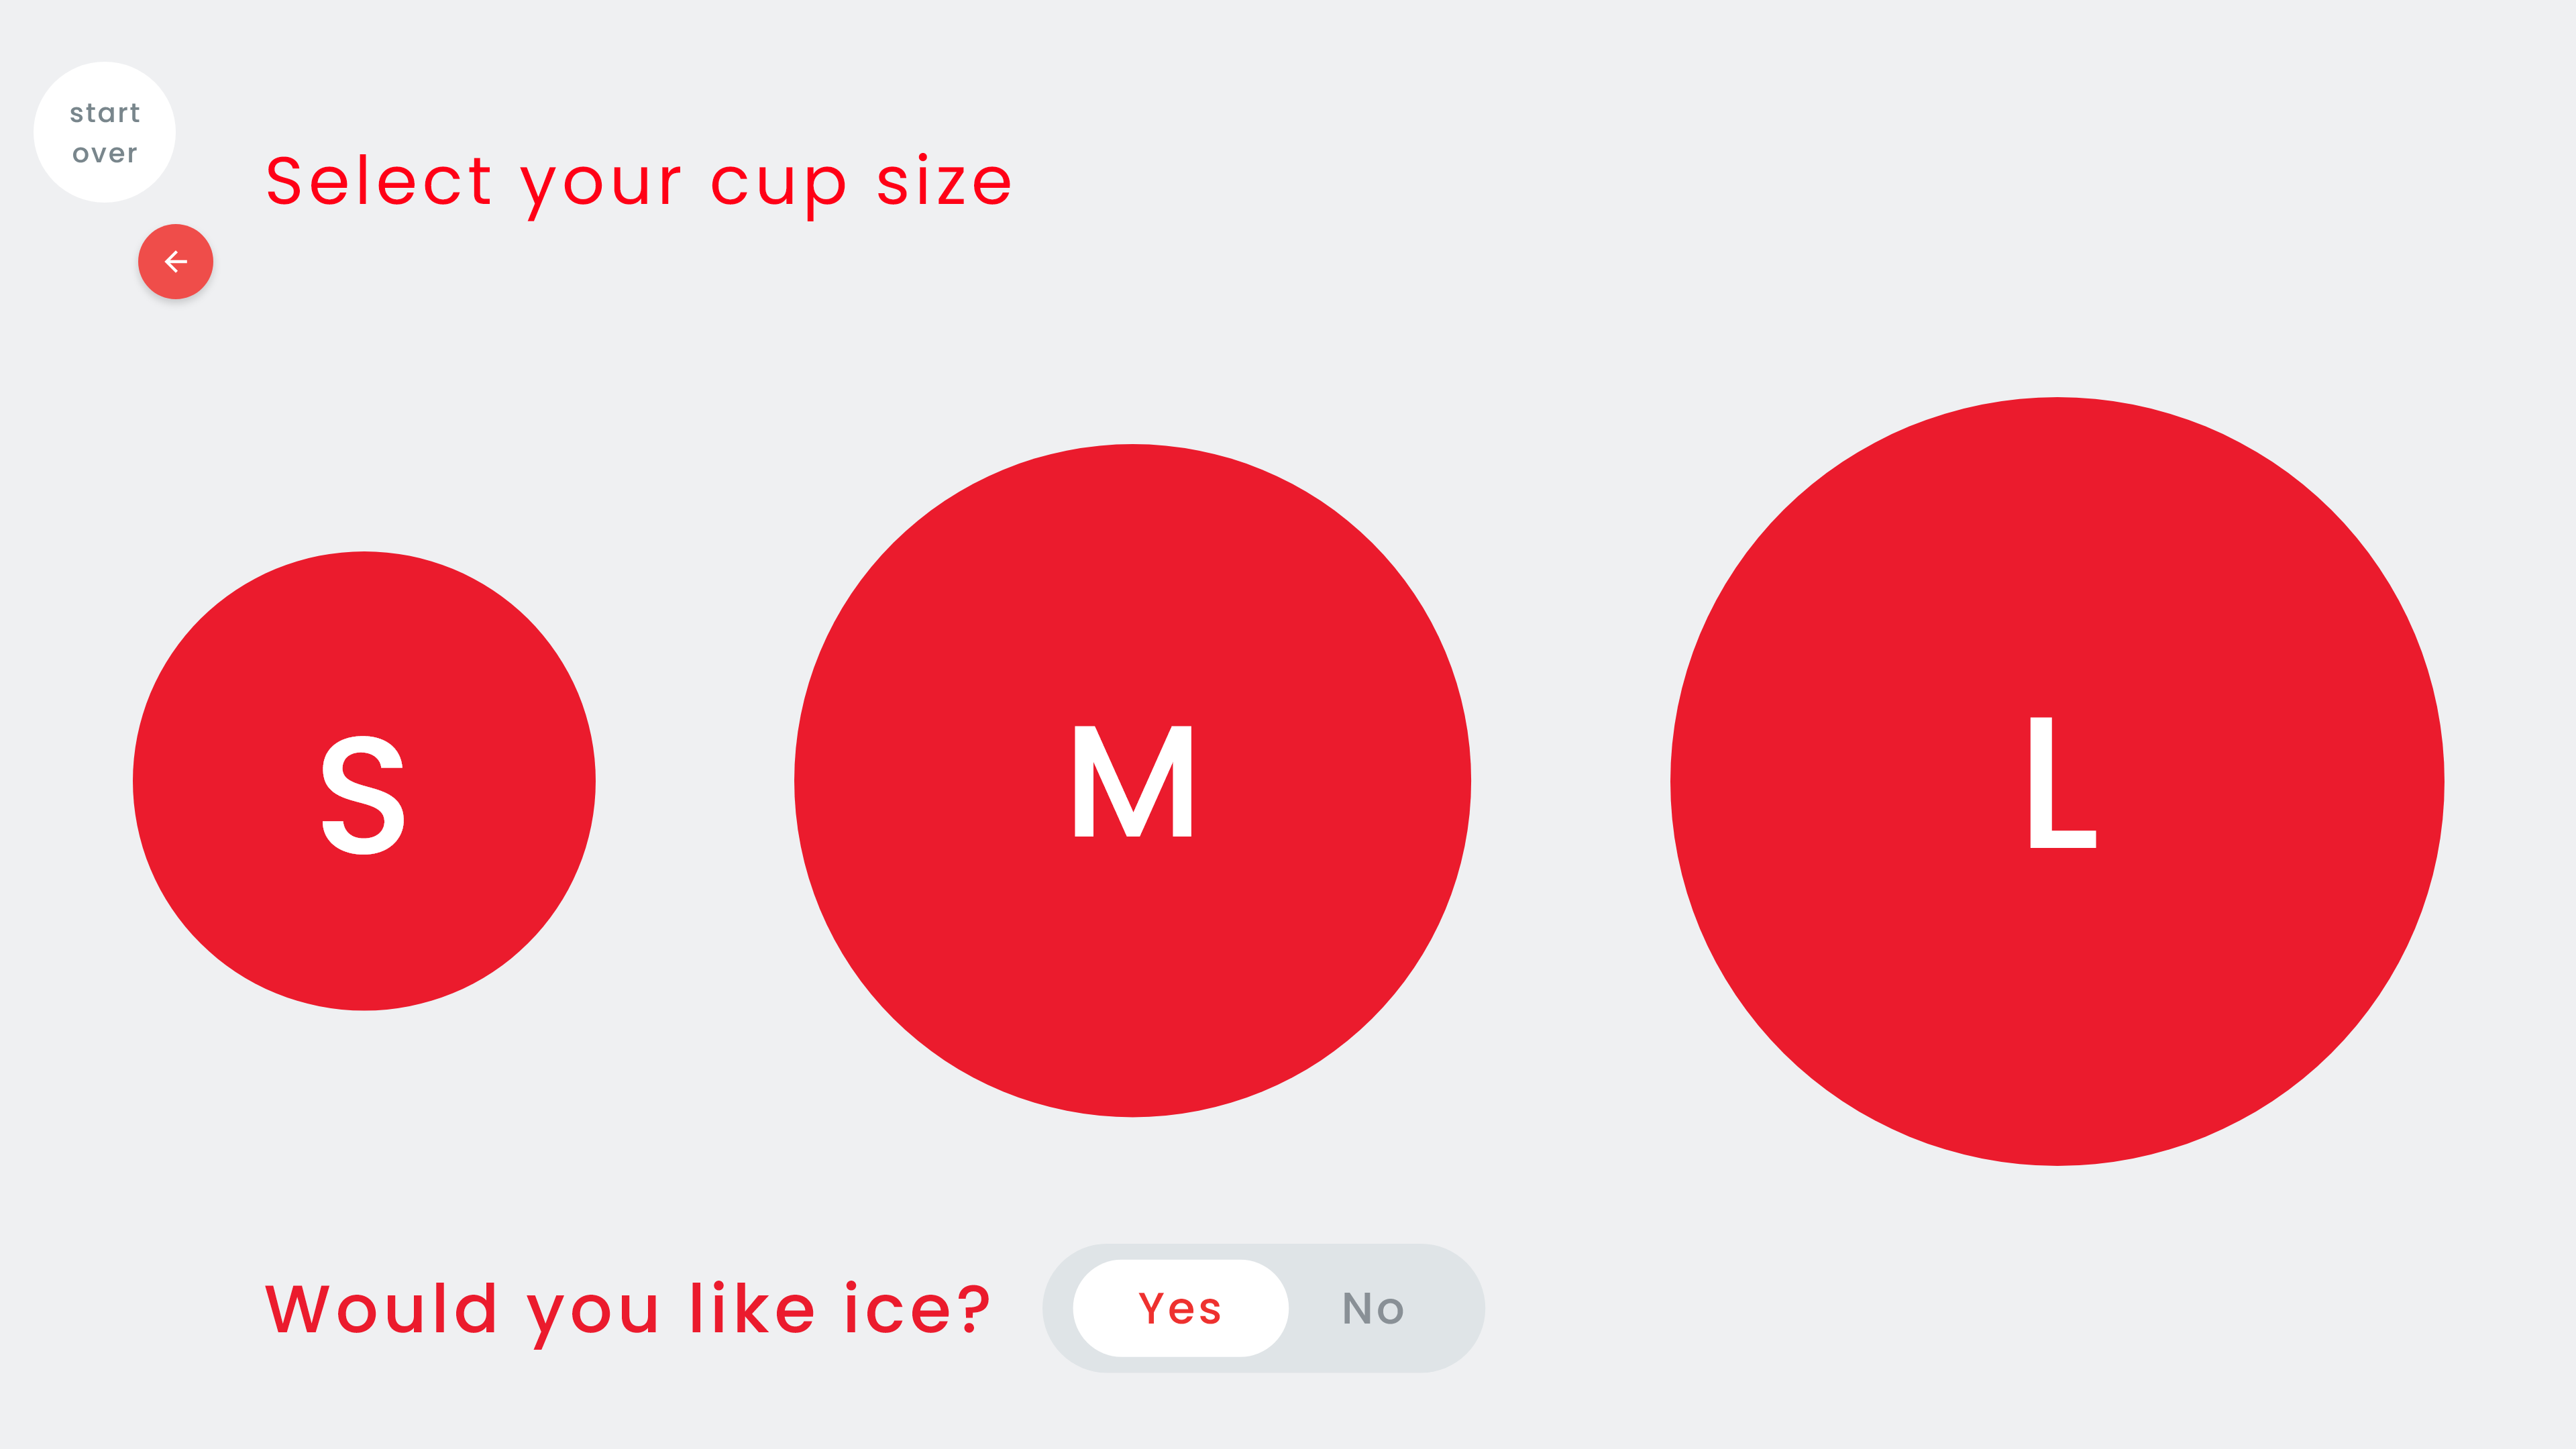 start
over
Select your cup size
S
M
L
Would you like ice?
Yes
No